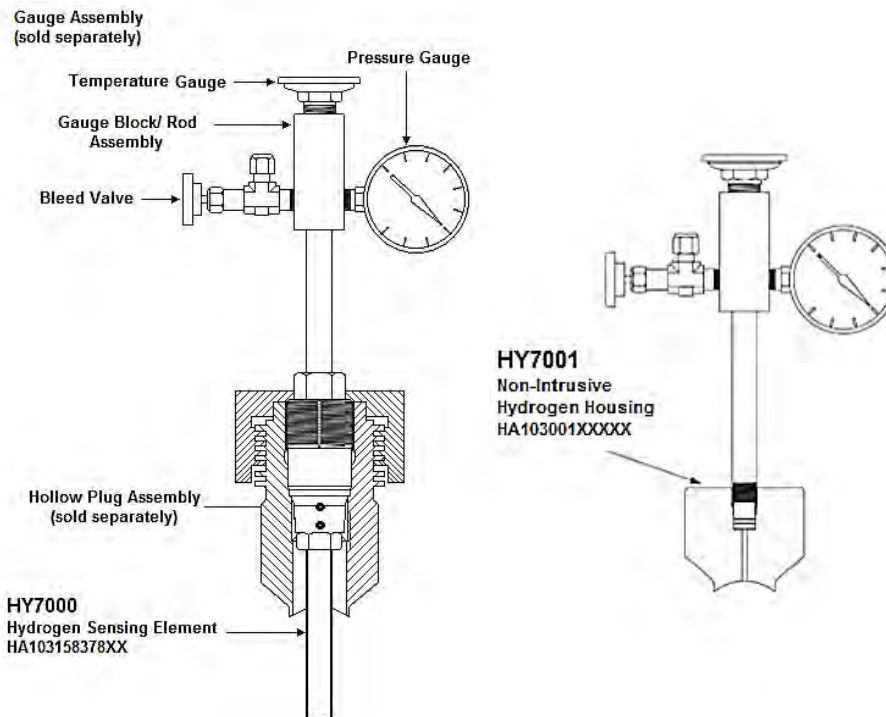 Gauge Assembly
(sold separately)
Pressure Gauge
Temperature Gauge
Gauge Block/ Rod
Assembly
Bleed Valve
Hollow Plug Assembly
(sold separately)
HY7000
Hydrogen Sensing Element
HA103158378XX
HY7001
Non-Intrusive
Hydrogen Housing
HA103001XXXXX